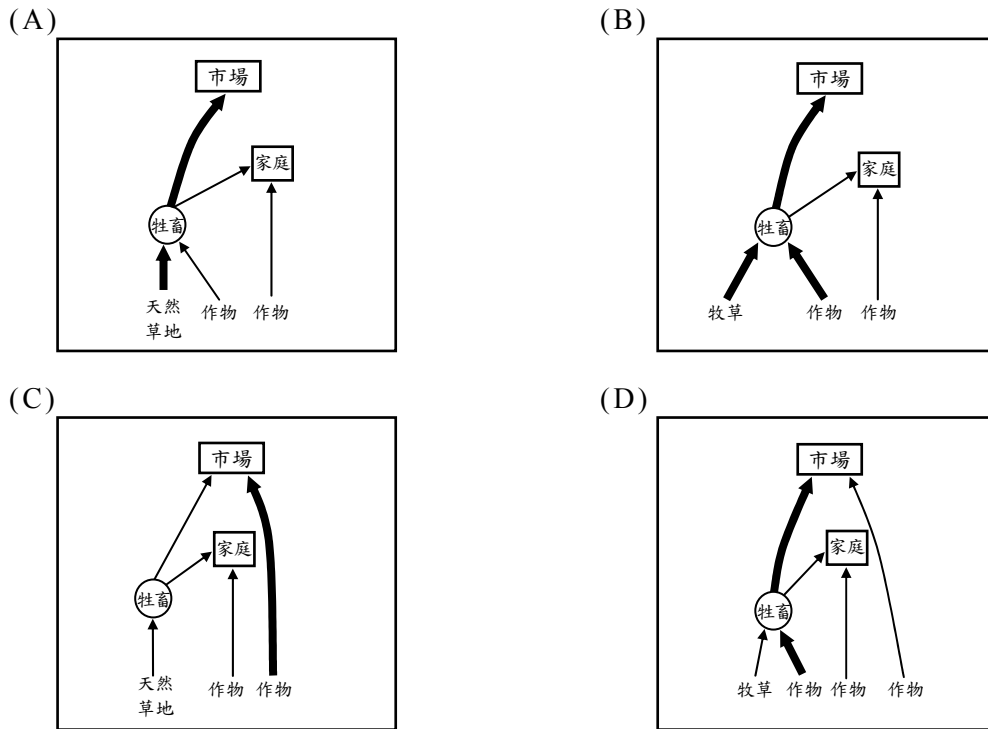 (A)
市場
家庭
牲畜
天然 作物 作物
草地
(B)
市場
家庭
牲畜
牧草 作物 作物
(C)
市場
家庭
牲畜
天然 作物 作物
草地
(D)
市場
家庭
牲畜
牧草 作物 作物 作物